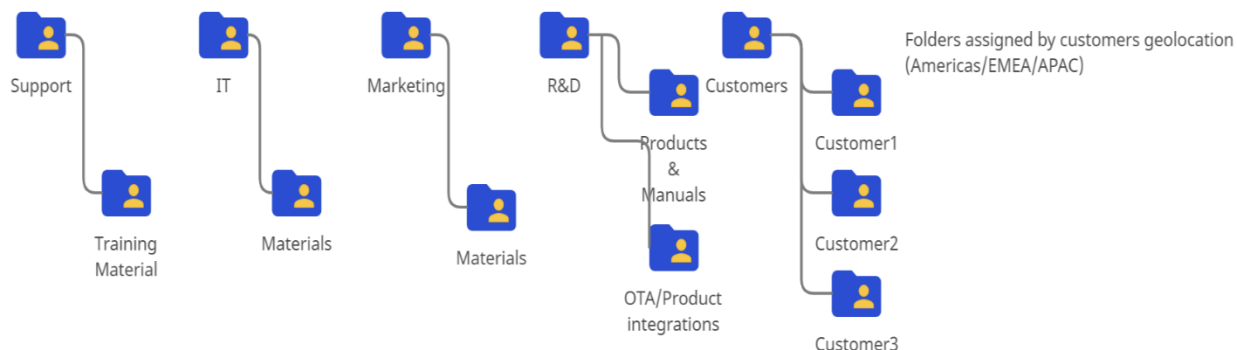 Support
IT
Marketing
R&D
Customers
Folders assigned by customers geolocation
(Americas/EMEA/APAC)
Products
&
Manuals
Customer1
Training
Material
Materials
Materials
Customer2
OTA/Product
integrations
Customer3